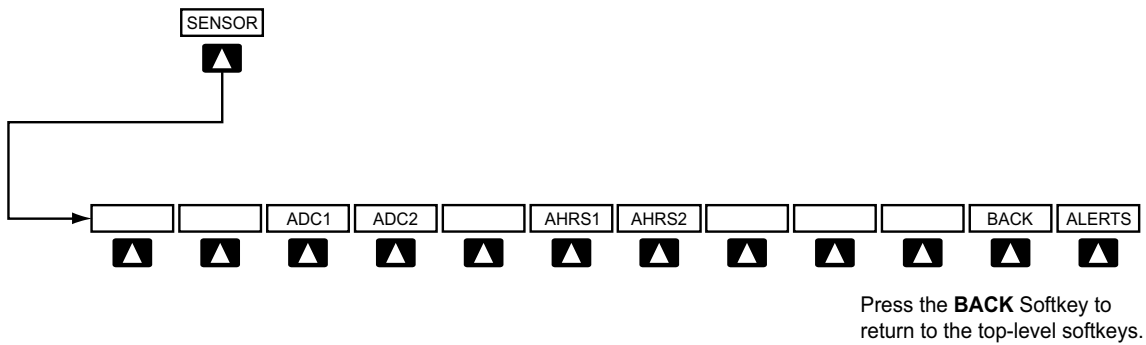 SENSOR
ADC1 ADC2 AHRS1 AHRS2 BACK ALERTS
Press the BACK Softkey to
return to the top-level softkeys.